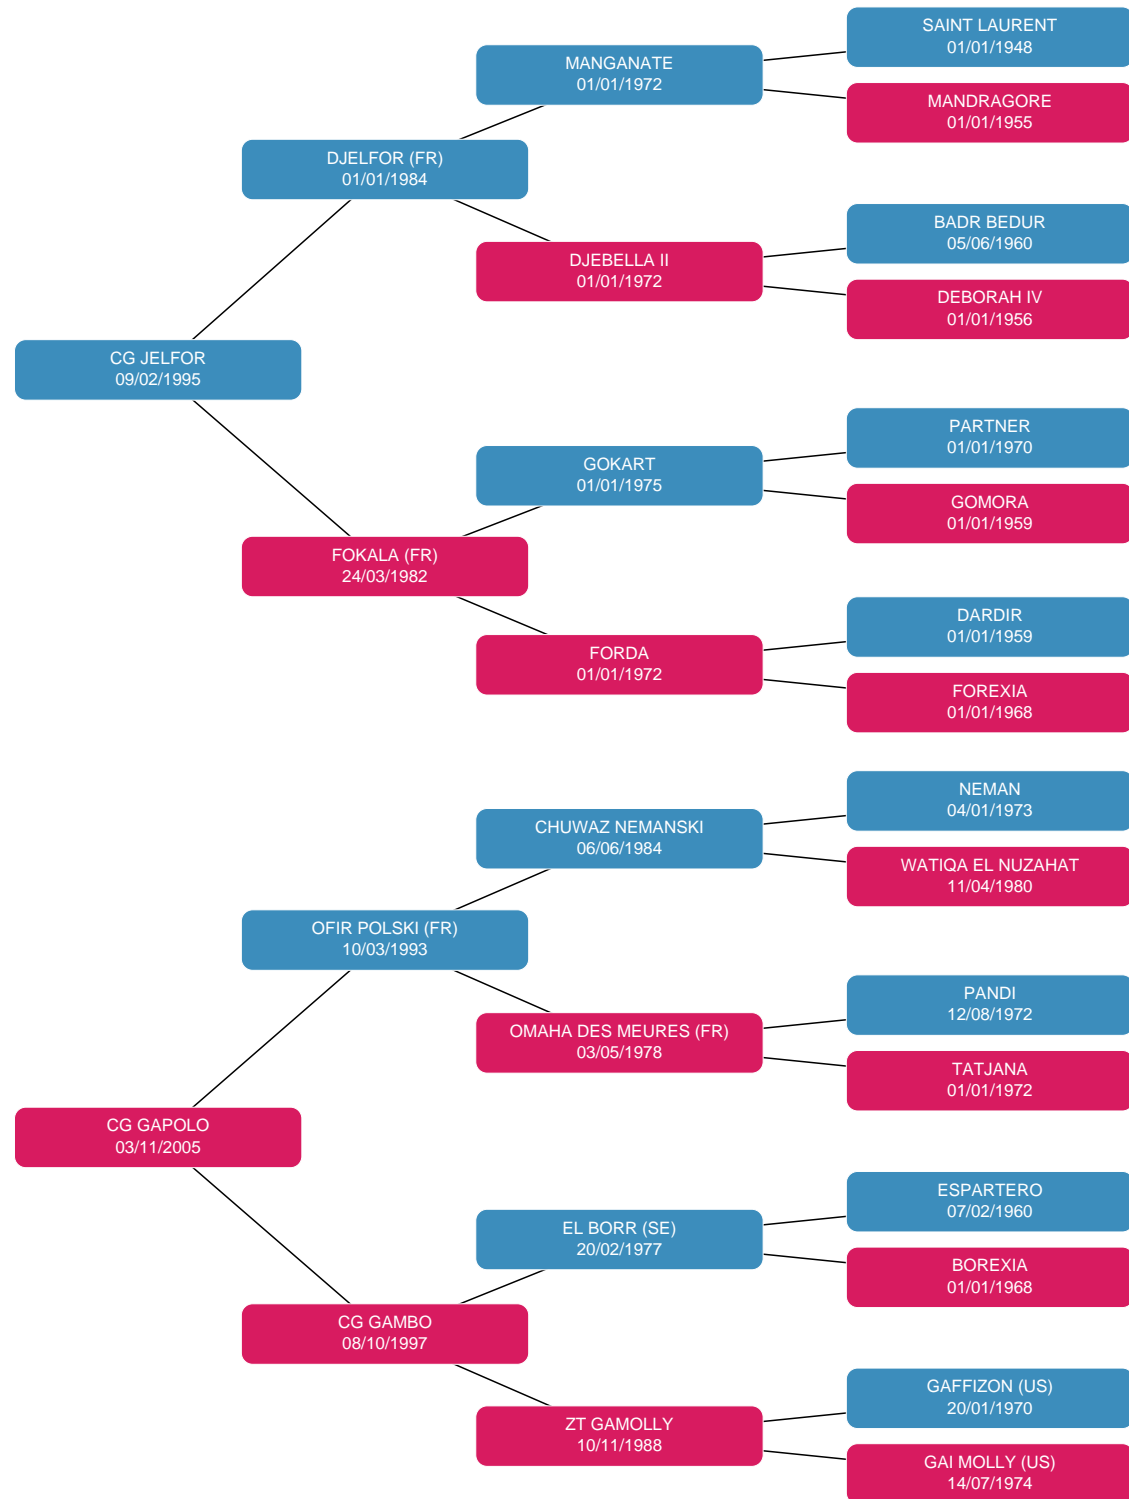 SAINT LAURENT
01/01/1948
MANGANATE
01/01/1972
MANDRAGORE
01/01/1955
DJELFOR (FR)
01/01/1984
BADR BEDUR
05/06/1960
DJEBELLA II
01/01/1972
DEBORAH IV
01/01/1956
CG JELFOR
09/02/1995
PARTNER
01/01/1970
GOKART
01/01/1975
GOMORA
01/01/1959
FOKALA (FR)
24/03/1982
DARDIR
01/01/1959
FORDA
01/01/1972
FOREXIA
01/01/1968
NEMAN
04/01/1973
CHUWAZ NEMANSKI
06/06/1984
WATIQA EL NUZAHAT
11/04/1980
OFIR POLSKI (FR)
10/03/1993
PANDI
12/08/1972
OMAHA DES MEURES (FR)
03/05/1978
TATJANA
01/01/1972
CG GAPOLO
03/11/2005
ESPARTERO
07/02/1960
EL BORR (SE)
20/02/1977
BOREXIA
01/01/1968
CG GAMBO
08/10/1997
GAFFIZON (US)
20/01/1970
ZT GAMOLLY
10/11/1988
GAI MOLLY (US)
14/07/1974